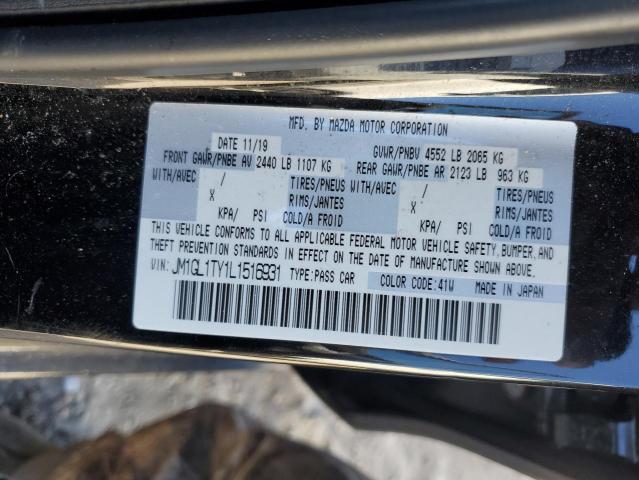 MFD. BY MAZDA MOTOR CORPORATION
DATE 11/19 GVWR/PNBV 4552 LB 2065 KG
FRONT GAWR/PNBE AV 2440 LB 1107 KG REAR GAWR/PNBE AR 2123 LB 963 KG
WITH/AVEC / TIRES/PNEUS WITH/AVEC / TIRES/PNEUS
X RIMS/JANTES X RIMS/JANTES
KPA/ PSI COLD/A FROID KPA/ PSI COLD/A FROID
THIS VEHICLE CONFORMS TO ALL APPLICABLE FEDERAL MOTOR VEHICLE SAFETY, BUMPER, AND
THEFT PREVENTION STANDARDS IN EFFECT ON THE DATE OF MANUFACTURE SHOWN ABOVE.
VIN: JM1GL1TY1L1516931 TYPE:PASS CAR COLOR CODE:41W MADE IN JAPAN